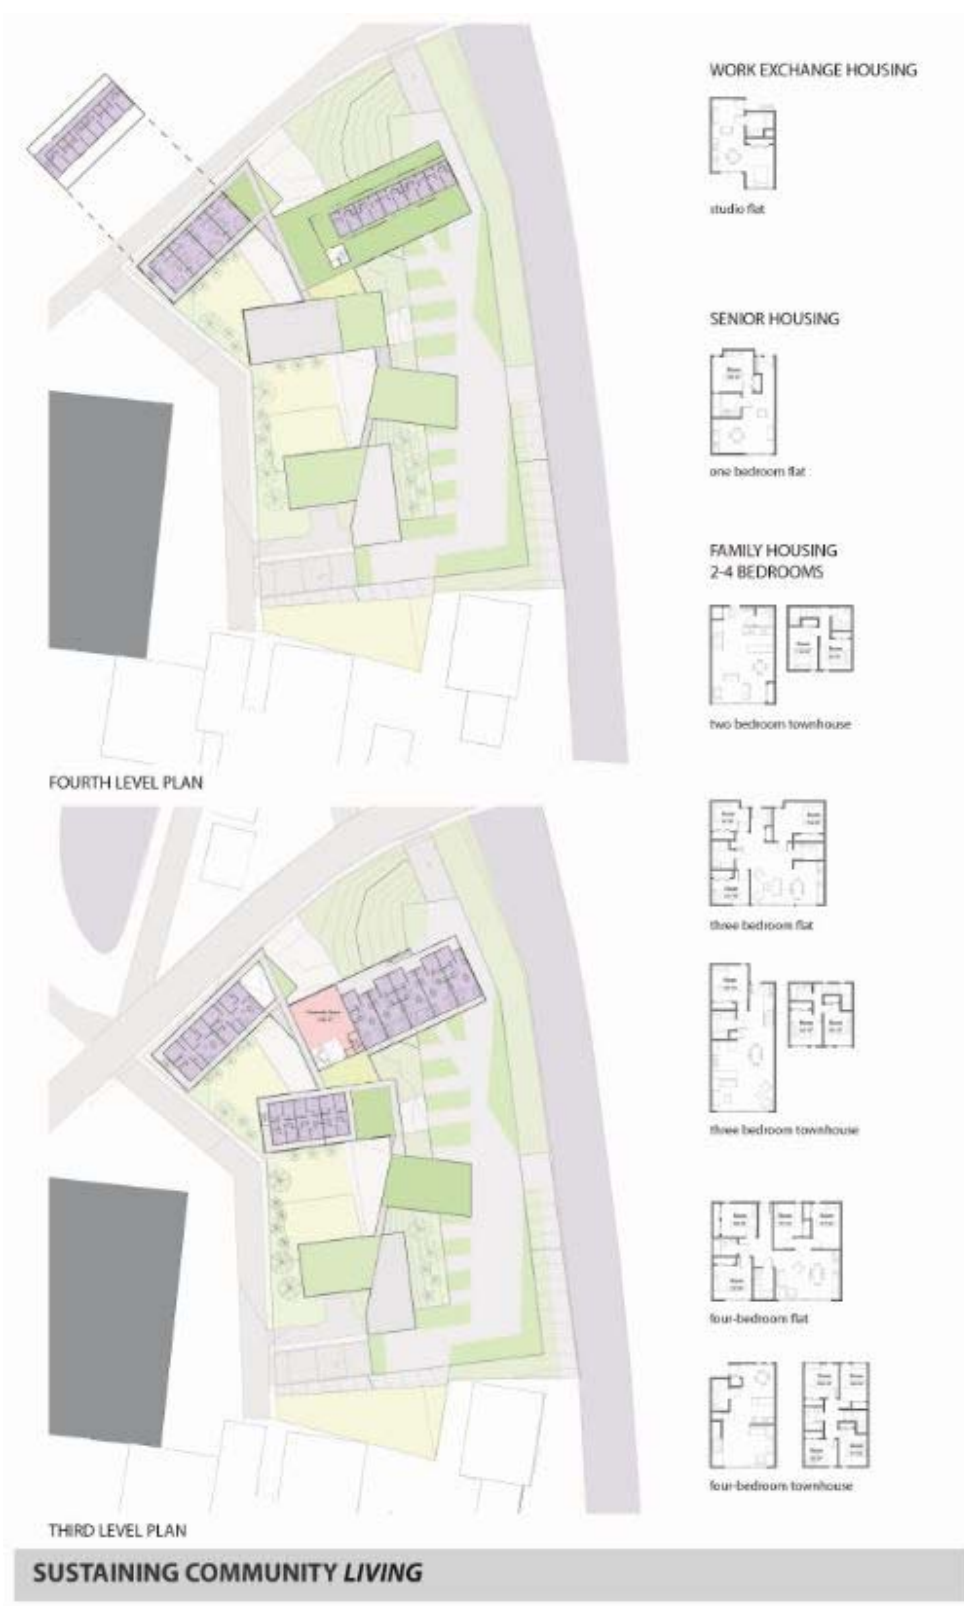 WORK EXCHANGE HOUSING
studio flat
SENIOR HOUSING
one bedroom flat
FAMILY HOUSING
2-4 BEDROOMS
two bedroom townhouse
FOURTH LEVEL PLAN
three bedroom flat
three bedroom townhouse
four-bedroom flat
four-bedroom townhouse
THIRD LEVEL PLAN
SUSTAINING COMMUNITY LIVING